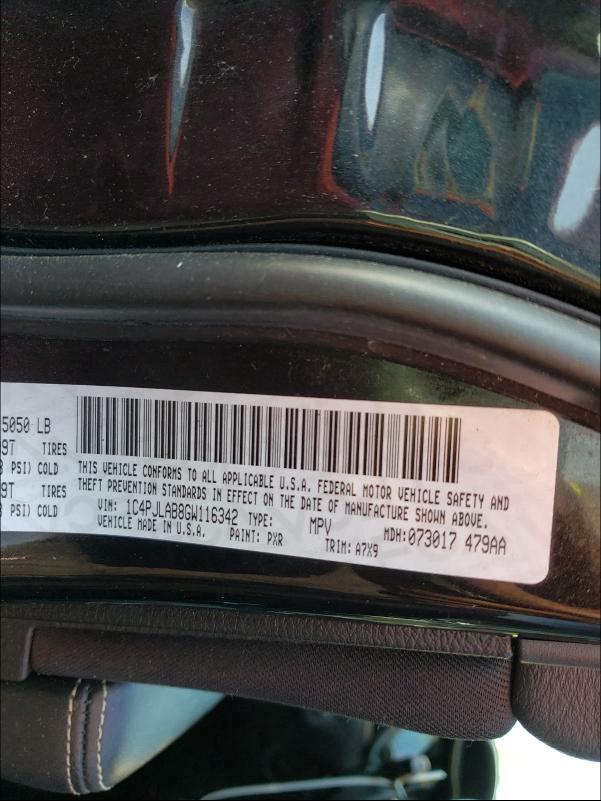 5050 LB
9T TIRES
PSI) COLD
9T TIRES
PSI) COLD
THIS VEHICLE CONFORMS TO ALL APPLICABLE U.S.A. FEDERAL MOTOR VEHICLE SAFETY AND
THEFT PREVENTION STANDARDS IN EFFECT ON THE DATE OF MANUFACTURE SHOWN ABOVE.
VIN: 1C4PJLAB8GW116342 TYPE: MPV MDH:073017 479AA
VEHICLE MADE IN U.S.A. PAINT: PXR TRIM: A7X9